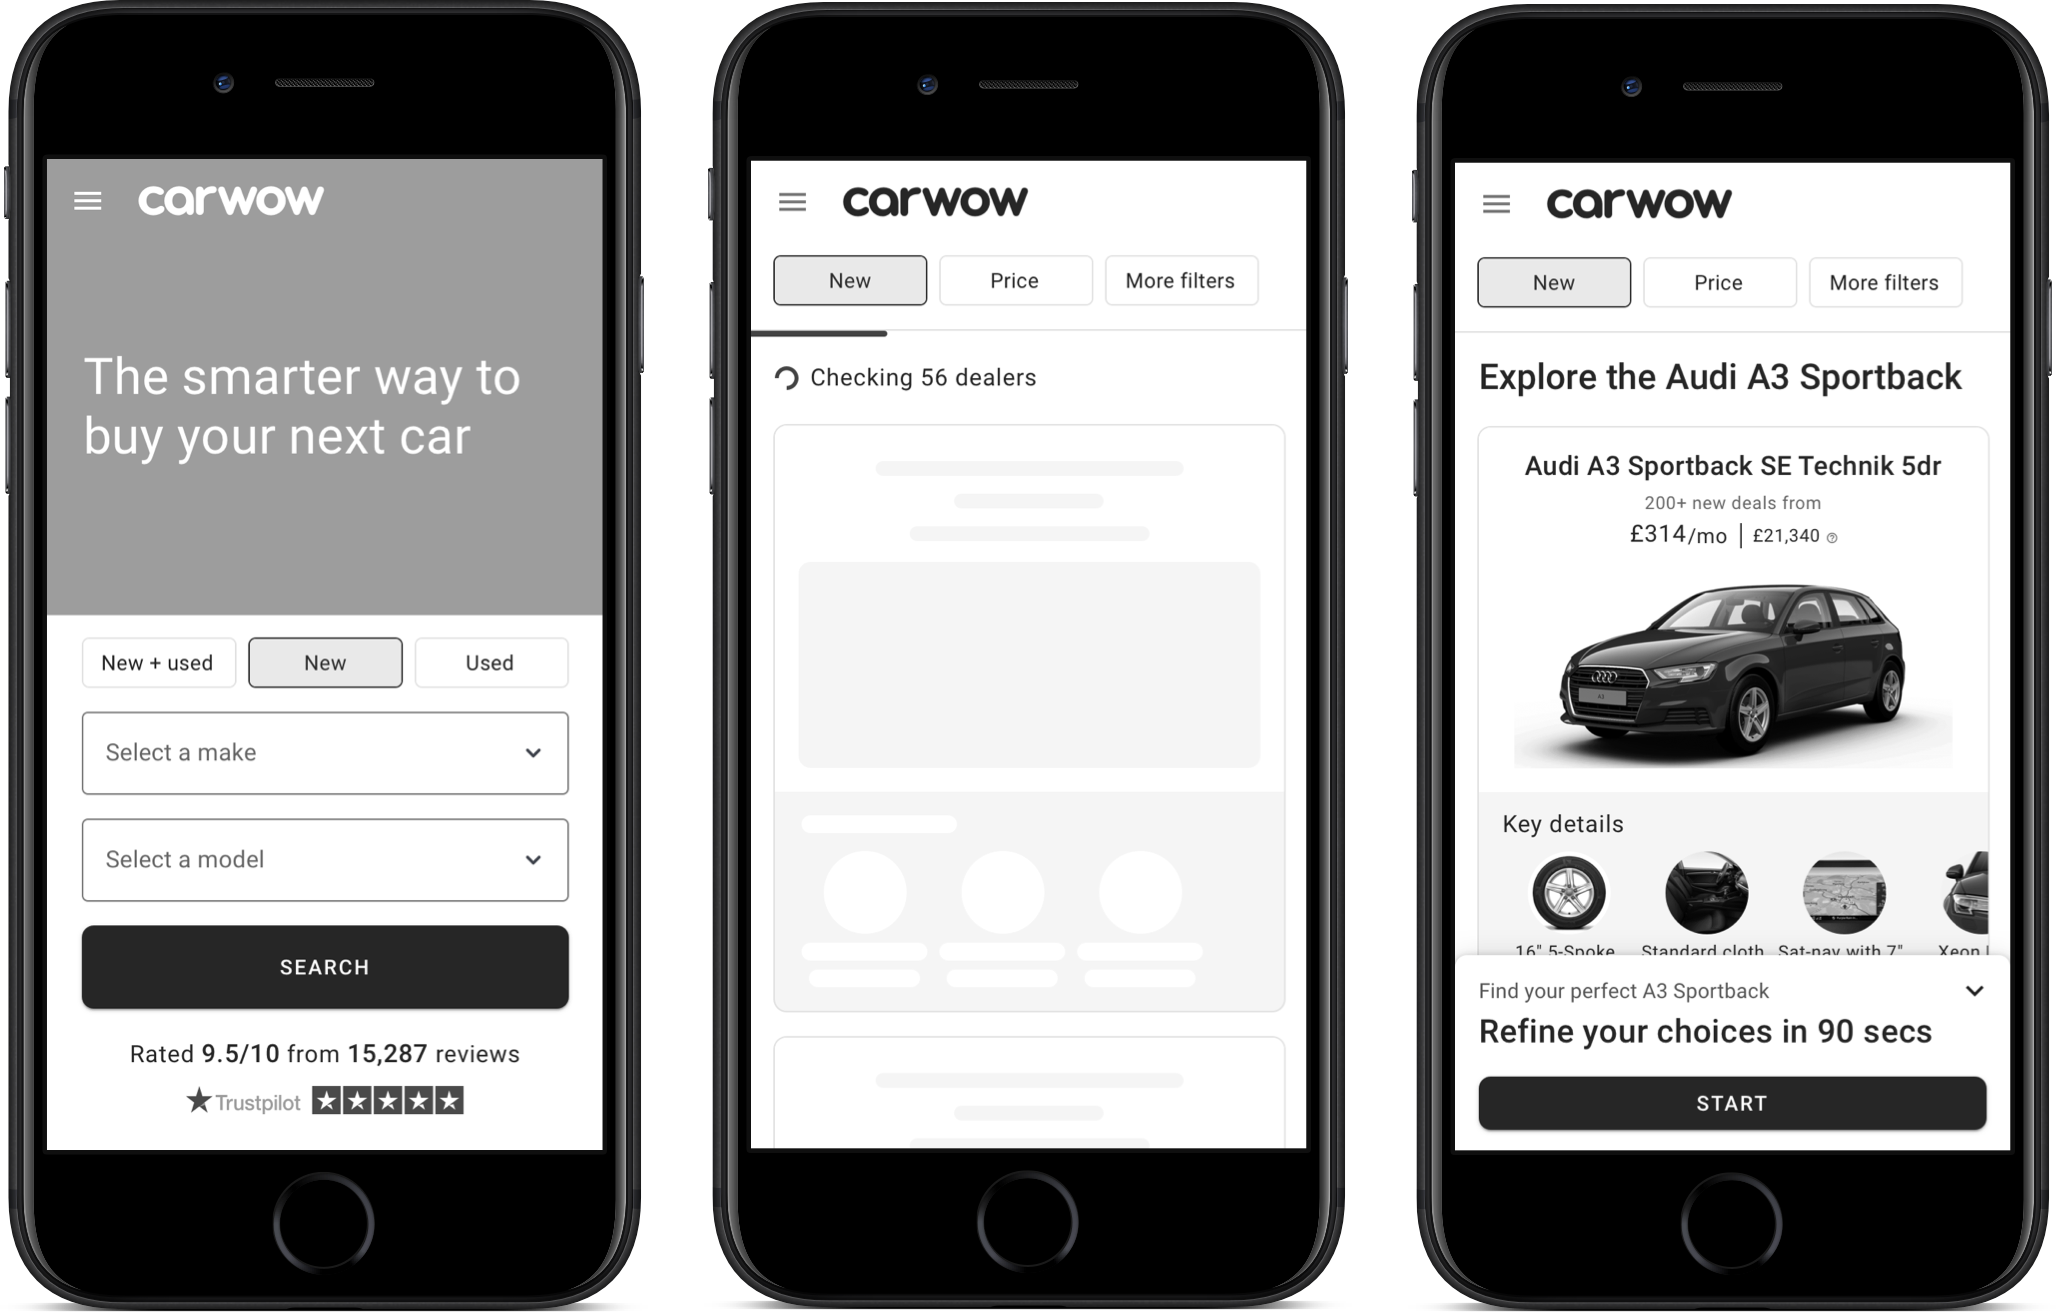 carwow
The smarter way to
buy your next car
New + used
New
Used
Select a make
Select a model
SEARCH
Rated 9.5/10 from 15,287 reviews
Trustpilot
carwow
New
Price
More filters
Checking 56 dealers
carwow
New
Price
More filters
Explore the Audi A3 Sportback
Audi A3 Sportback SE Technik 5dr
200+ new deals from
£314/mo | £21,340
A3
Key details
16" 5-Spoke
Standard cloth
Sat-nav with 7"
Xeon
Find your perfect A3 Sportback
Refine your choices in 90 secs
START